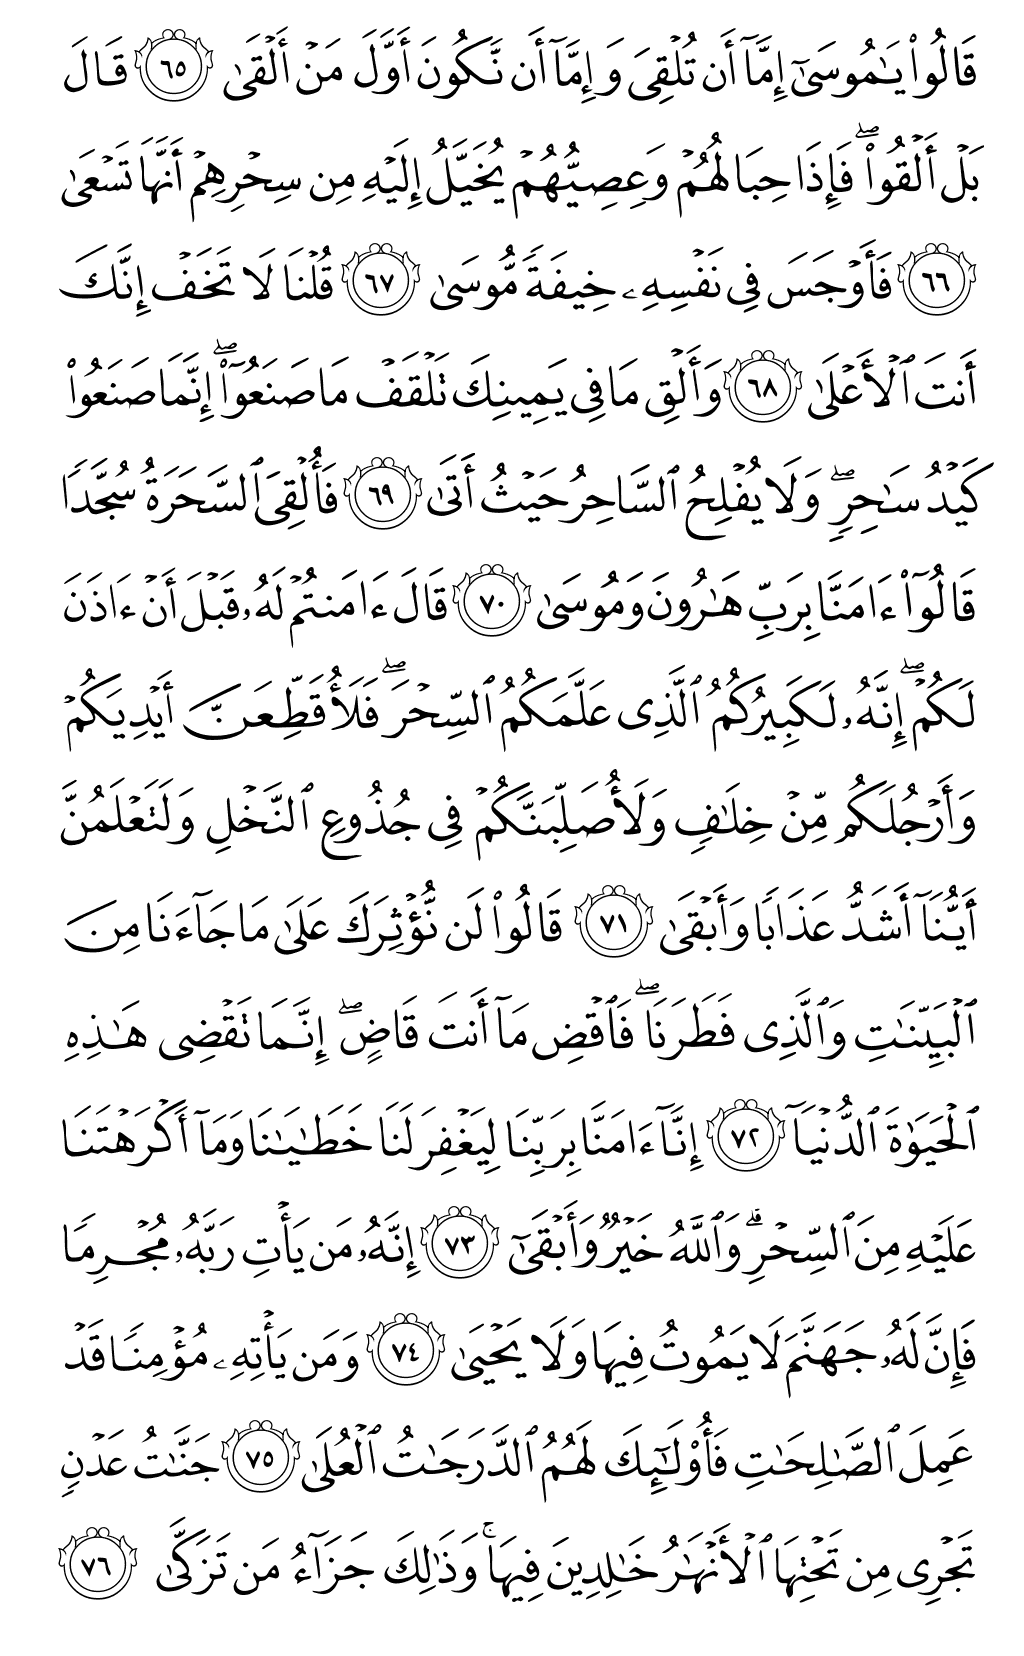 قَالُوا۟ يَـٰمُوسَىٰٓ إِمَّآ أَن تُلْقِىَ وَإِمَّآ أَن نَّكُونَ أَوَّلَ مَنْ أَلْقَىٰ ٦٥ قَالَ
بَلْ أَلْقُوا۟ ۖ فَإِذَا حِبَالُهُمْ وَعِصِيُّهُمْ يُخَيَّلُ إِلَيْهِ مِن سِحْرِهِمْ أَنَّهَا تَسْعَىٰ
٦٦ فَأَوْجَسَ فِى نَفْسِهِۦ خِيفَةً مُّوسَىٰ ٦٧ قُلْنَا لَا تَخَفْ إِنَّكَ
أَنتَ ٱلْأَعْلَىٰ ٦٨ وَأَلْقِ مَا فِى يَمِينِكَ تَلْقَفْ مَا صَنَعُوٓا۟ ۖ إِنَّمَا صَنَعُوا۟
كَيْدُ سَـٰحِرٍ ۖ وَلَا يُفْلِحُ ٱلسَّاحِرُ حَيْثُ أَتَىٰ ٦٩ فَأُلْقِىَ ٱلسَّحَرَةُ سُجَّدًا
قَالُوٓا۟ ءَامَنَّا بِرَبِّ هَـٰرُونَ وَمُوسَىٰ ٧٠ قَالَ ءَامَنتُمْ لَهُۥ قَبْلَ أَنْ ءَاذَنَ
لَكُمْ ۖ إِنَّهُۥ لَكَبِيرُكُمُ ٱلَّذِى عَلَّمَكُمُ ٱلسِّحْرَ ۖ فَلَأُقَطِّعَنَّ أَيْدِيَكُمْ
وَأَرْجُلَكُم مِّنْ خِلَـٰفٍ وَلَأُصَلِّبَنَّكُمْ فِى جُذُوعِ ٱلنَّخْلِ وَلَتَعْلَمُنَّ
أَيُّنَآ أَشَدُّ عَذَابًا وَأَبْقَىٰ ٧١ قَالُوا۟ لَن نُّؤْثِرَكَ عَلَىٰ مَا جَآءَنَا مِنَ
ٱلْبَيِّنَـٰتِ وَٱلَّذِى فَطَرَنَا ۖ فَٱقْضِ مَآ أَنتَ قَاضٍ ۖ إِنَّمَا تَقْضِى هَـٰذِهِ
ٱلْحَيَوٰةَ ٱلدُّنْيَآ ٧٢ إِنَّآ ءَامَنَّا بِرَبِّنَا لِيَغْفِرَ لَنَا خَطَـٰيَـٰنَا وَمَآ أَكْرَهْتَنَا
عَلَيْهِ مِنَ ٱلسِّحْرِ ۗ وَٱللَّهُ خَيْرٌ وَأَبْقَىٰٓ ٧٣ إِنَّهُۥ مَن يَأْتِ رَبَّهُۥ مُجْرِمًا
فَإِنَّ لَهُۥ جَهَنَّمَ لَا يَمُوتُ فِيهَا وَلَا يَحْيَىٰ ٧٤ وَمَن يَأْتِهِۦ مُؤْمِنًا قَدْ
عَمِلَ ٱلصَّـٰلِحَـٰتِ فَأُو۟لَـٰٓئِكَ لَهُمُ ٱلدَّرَجَـٰتُ ٱلْعُلَىٰ ٧٥ جَنَّـٰتُ عَدْنٍ
تَجْرِى مِن تَحْتِهَا ٱلْأَنْهَـٰرُ خَـٰلِدِينَ فِيهَا ۚ وَذَٰلِكَ جَزَآءُ مَن تَزَكَّىٰ ٧٦